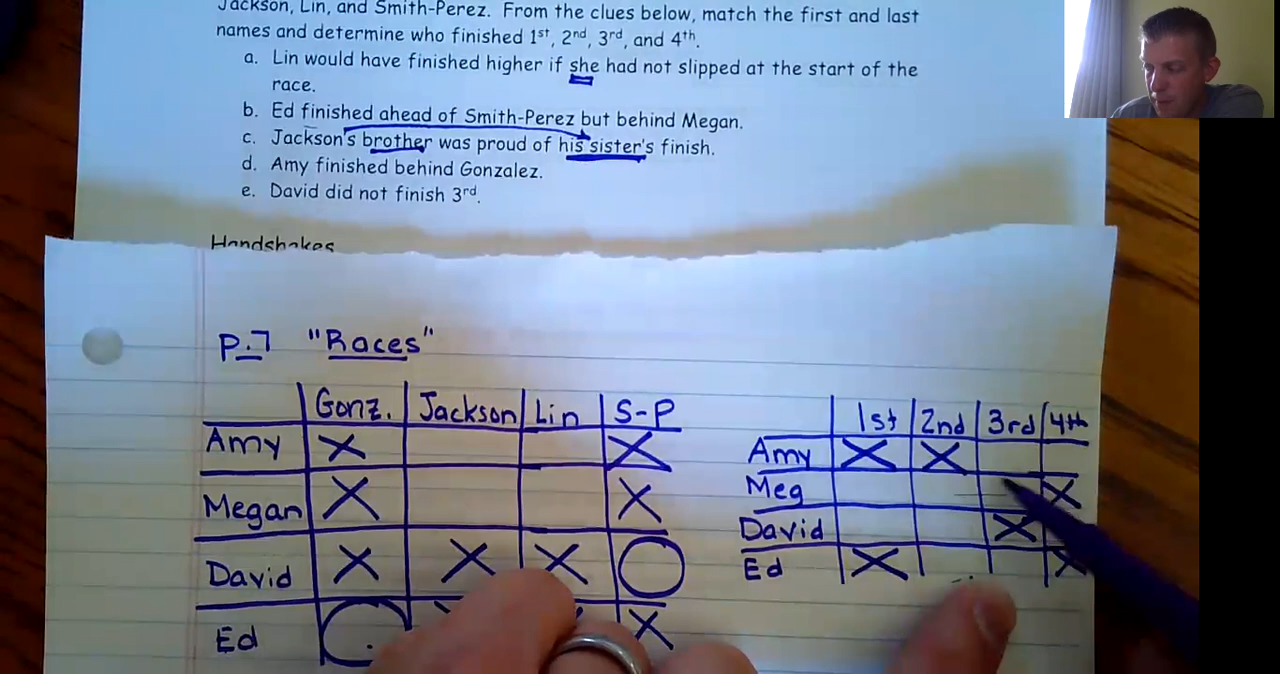 Jackson, Lin, and Smith-Perez. From the clues below, match the first and last
names and determine who finished 1st, 2nd, 3rd, and 4th.
a. Lin would have finished higher if she had not slipped at the start of the
race.
b. Ed finished ahead of Smith-Perez but behind Megan.
c. Jackson's brother was proud of his sister's finish.
d. Amy finished behind Gonzalez.
e. David did not finish 3rd.
Handshakes
P.7 "Races"
Gonz. Jackson Lin S-P
Amy X X
Megan X X
David X X X O
Ed X
1st 2nd 3rd 4th
Amy X X
Meg X
David X
Ed X X